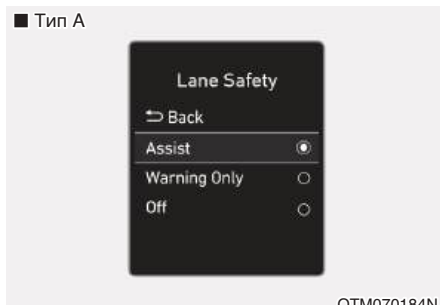 ■ Тип А
Lane Safety
Back
Assist
Warning Only
Off
OTM070184N